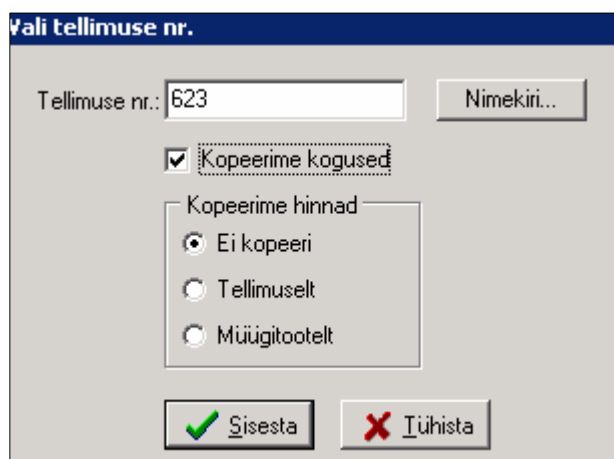 Vali tellimuse nr.
Tellimuse nr.: 623 Nimekiri...
Kopeerime kogused
Kopeerime hinnad
Ei kopeeri
Tellimuselt
Müügitootelt
Sisesta Tühista